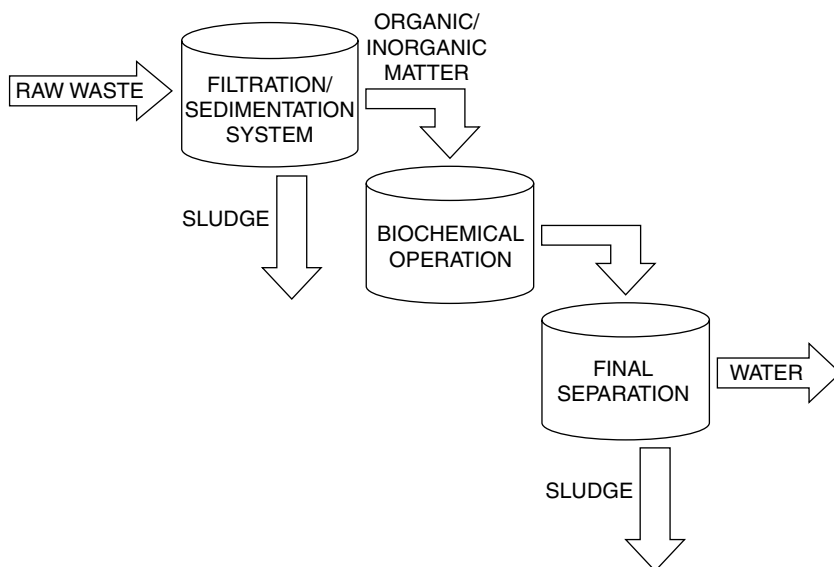 RAW WASTE
FILTRATION/
SEDIMENTATION
SYSTEM
ORGANIC/
INORGANIC
MATTER
SLUDGE
BIOCHEMICAL
OPERATION
FINAL
SEPARATION
WATER
SLUDGE